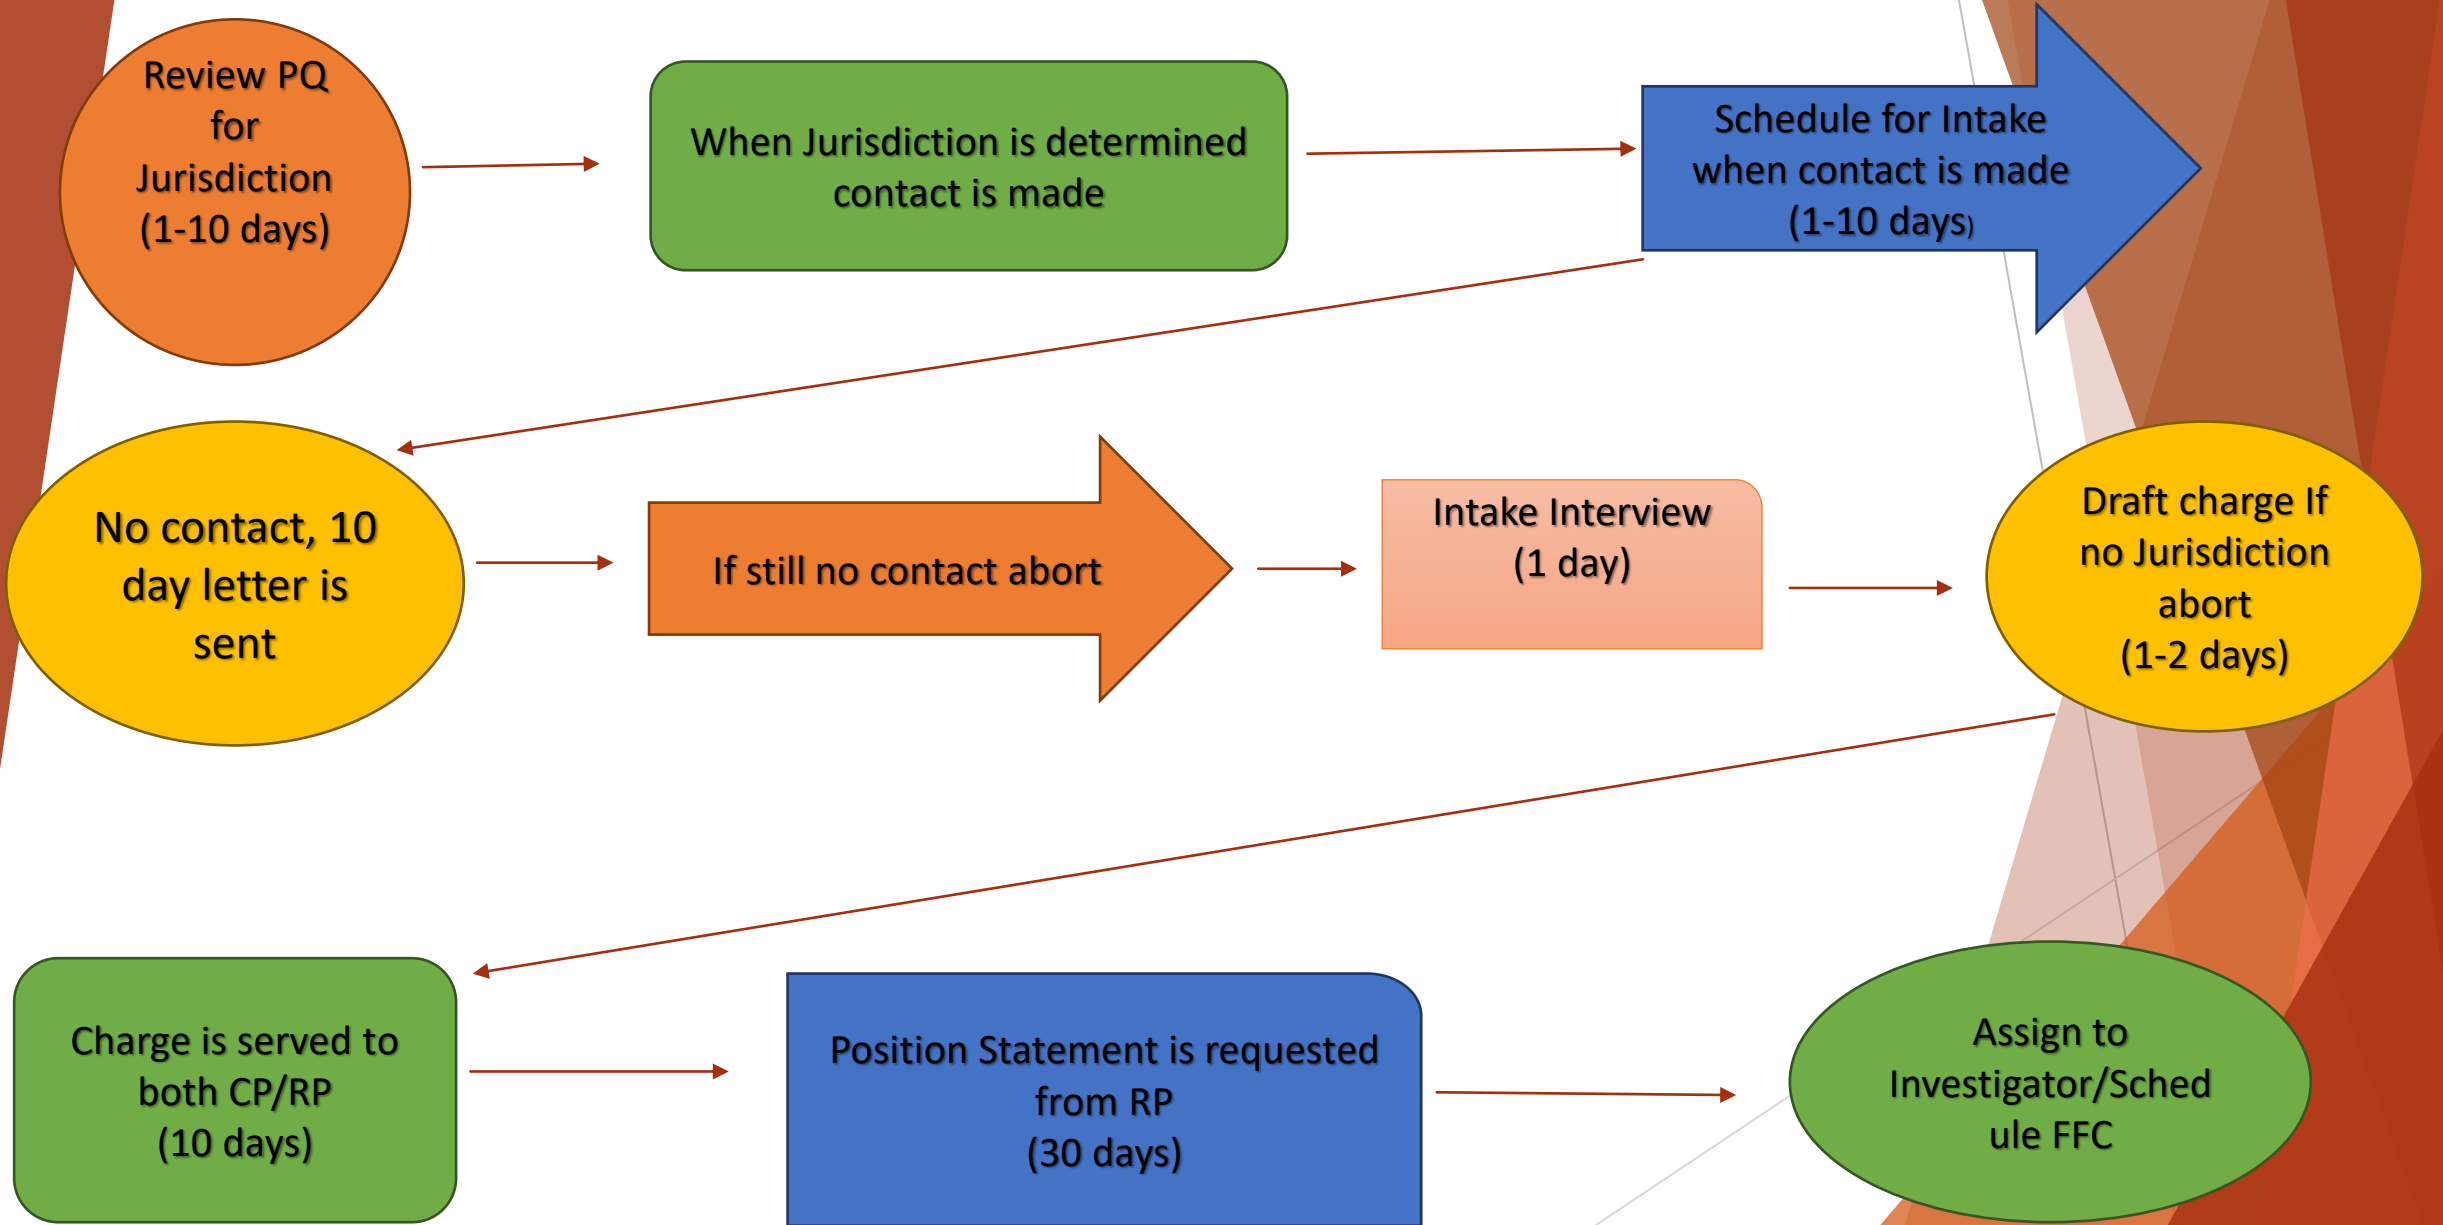 Review PQ
for
Jurisdiction
(1-10 days)
When Jurisdiction is determined
contact is made
Schedule for Intake
when contact is made
(1-10 days)
No contact, 10
day letter is
sent
If still no contact abort
Intake Interview
(1 day)
Draft charge If
no Jurisdiction
abort
(1-2 days)
Charge is served to
both CP/RP
(10 days)
Position Statement is requested
from RP
(30 days)
Assign to
Investigator/Sched
ule FFC